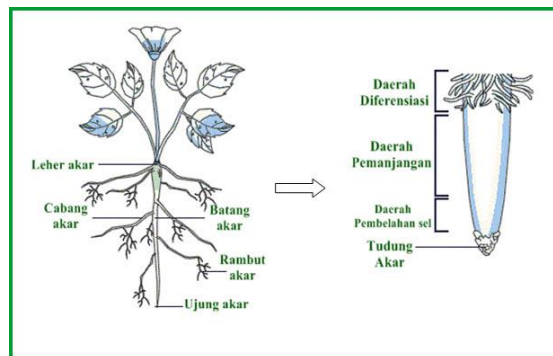 Leher akar
Cabang
akar
Batang
akar
Rambut
akar
Ujung akar
Daerah
Diferensiasi
Daerah
Pemanjangan
Daerah
Pembelahan sel
Tudung
Akar